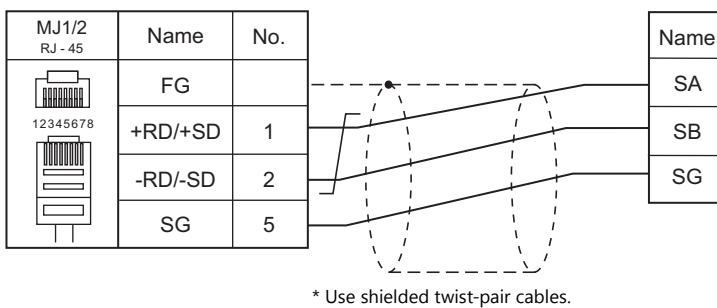 MJ1/2 Name No. Name
RJ - 45
FG SA
12345678
+RD/+SD 1 SB
-RD/-SD 2 SG
SG 5
* Use shielded twist-pair cables.